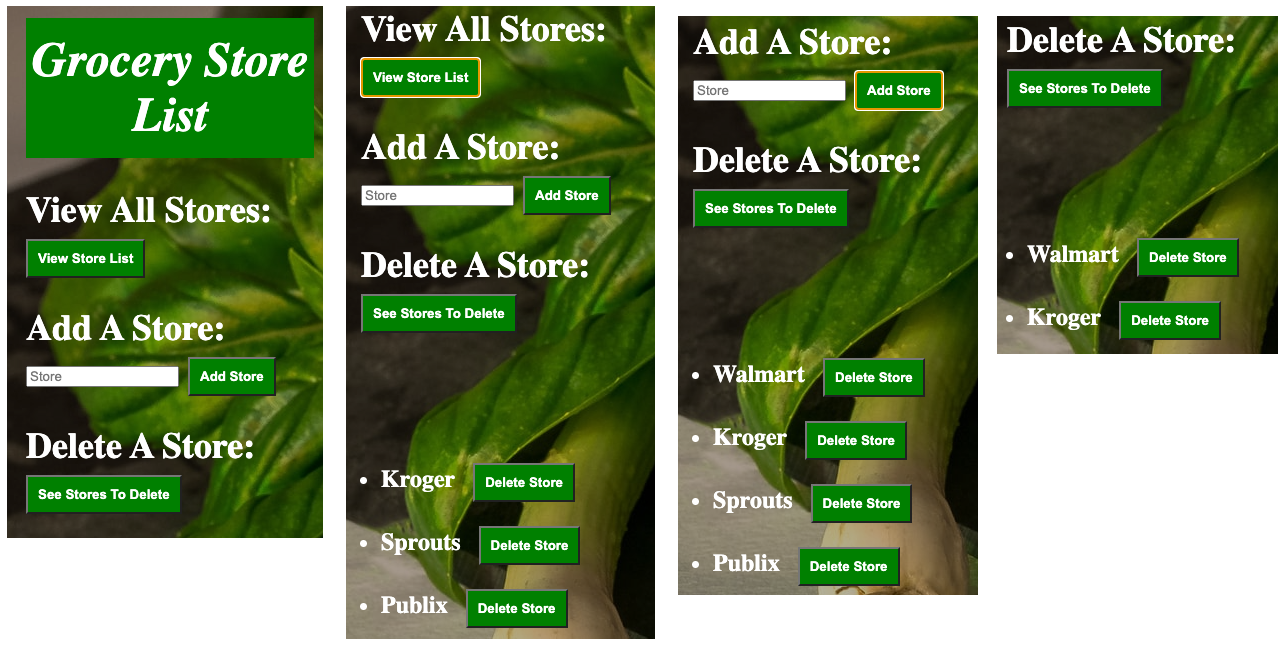 Grocery Store
List
View All Stores:
View Store List
Add A Store:
Store Add Store
Delete A Store:
See Stores To Delete
View All Stores:
View Store List
Add A Store:
Store Add Store
Delete A Store:
See Stores To Delete
Kroger Delete Store
Sprouts Delete Store
Publix Delete Store
Add A Store:
Store Add Store
Delete A Store:
See Stores To Delete
Walmart Delete Store
Kroger Delete Store
Sprouts Delete Store
Publix Delete Store
Delete A Store:
See Stores To Delete
Walmart Delete Store
Kroger Delete Store